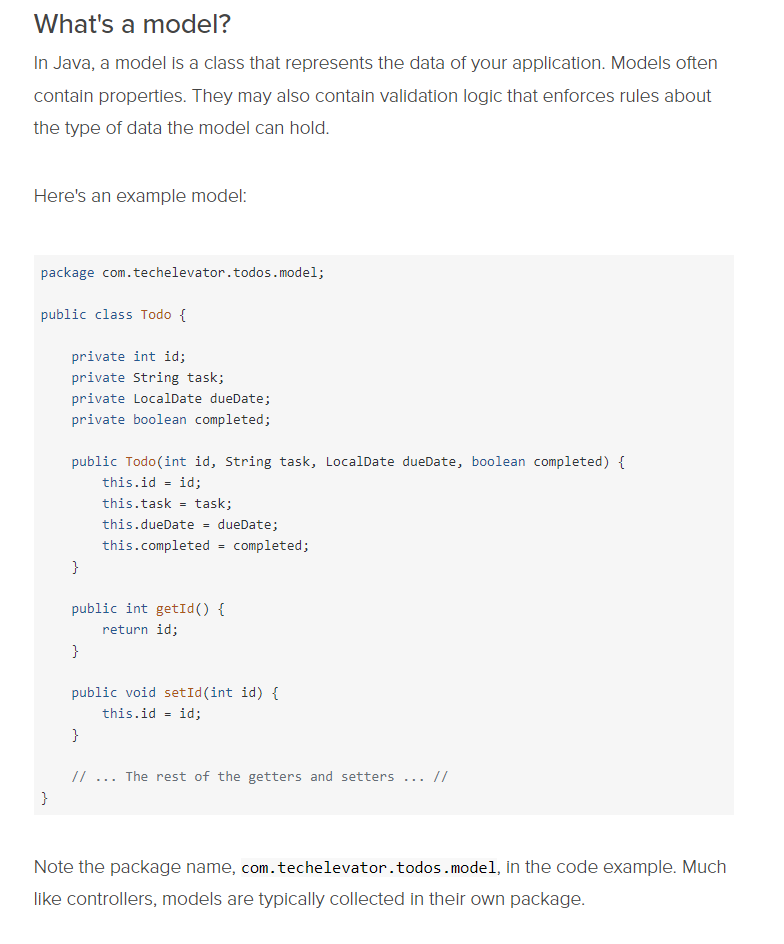 What's a model?
In Java, a model is a class that represents the data of your application. Models often
contain properties. They may also contain validation logic that enforces rules about
the type of data the model can hold.
Here's an example model:
package com.techelevator.todos.model;
public class Todo {
    private int id;
    private String task;
    private LocalDate dueDate;
    private boolean completed;
    public Todo(int id, String task, LocalDate dueDate, boolean completed) {
        this.id = id;
        this.task = task;
        this.dueDate = dueDate;
        this.completed = completed;
    }
    public int getId() {
        return id;
    }
    public void setId(int id) {
        this.id = id;
    }
    // ... The rest of the getters and setters ... //
}
Note the package name, com.techelevator.todos.model, in the code example. Much
like controllers, models are typically collected in their own package.